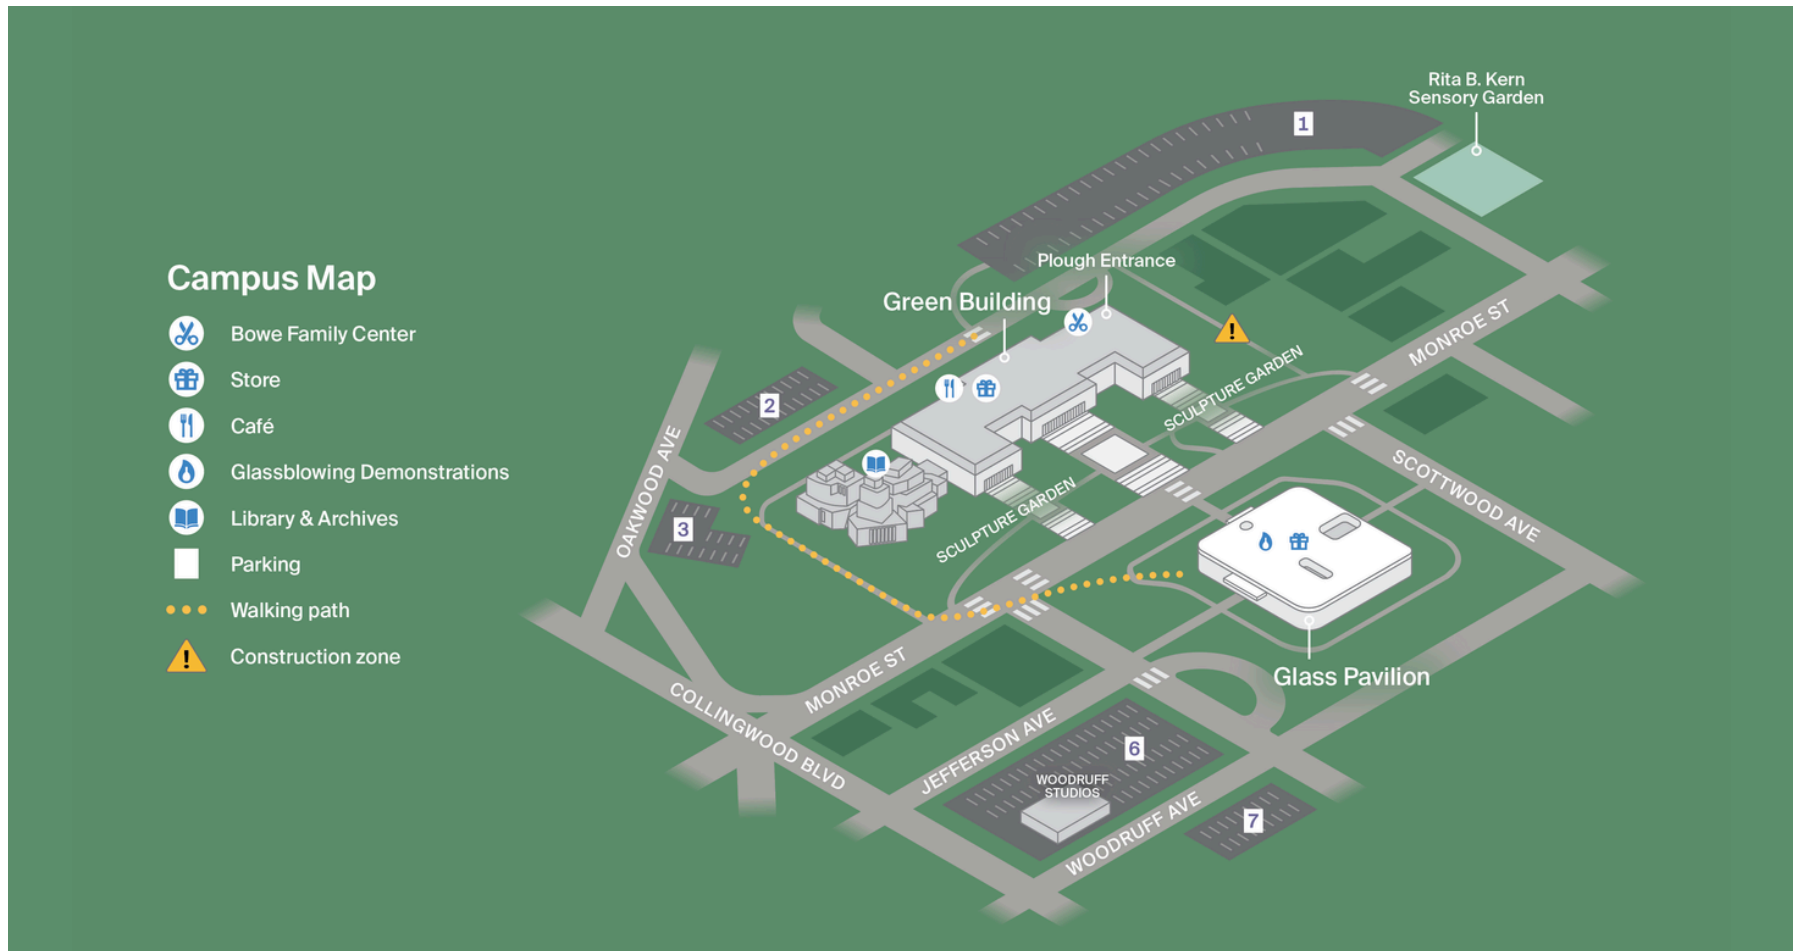 Rita B. Kern
Sensory Garden
1
Plough Entrance
Green Building
Campus Map
Bowe Family Center
Store
Café
Glassblowing Demonstrations
Library & Archives
Parking
Walking path
Construction zone
!
!
MONROE ST
SCULPTURE GARDEN
2
OAKWOOD AVE
3
SCULPTURE GARDEN
SCOTTWOOD AVE
MONROE ST
Glass Pavilion
COLLINGWOOD BLVD
JEFFERSON AVE
6
WOODRUFF
STUDIOS
WOODRUFF AVE
7